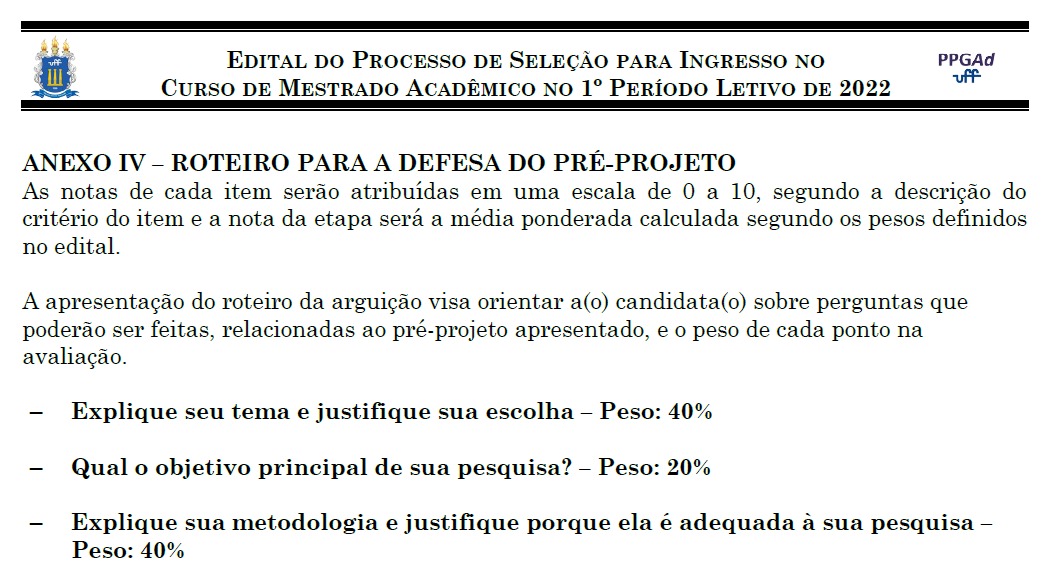 EDITAL DO PROCESSO DE SELEÇÃO PARA INGRESSO NO
CURSO DE MESTRADO ACADÊMICO NO 1º PERÍODO LETIVO DE 2022
PPGAd
uff
ANEXO IV – ROTEIRO PARA A DEFESA DO PRÉ-PROJETO
As notas de cada item serão atribuídas em uma escala de 0 a 10, segundo a descrição do
critério do item e a nota da etapa será a média ponderada calculada segundo os pesos definidos
no edital.
A apresentação do roteiro da arguição visa orientar a(o) candidata(o) sobre perguntas que
poderão ser feitas, relacionadas ao pré-projeto apresentado, e o peso de cada ponto na
avaliação.
– Explique seu tema e justifique sua escolha – Peso: 40%
– Qual o objetivo principal de sua pesquisa? – Peso: 20%
– Explique sua metodologia e justifique porque ela é adequada à sua pesquisa –
Peso: 40%